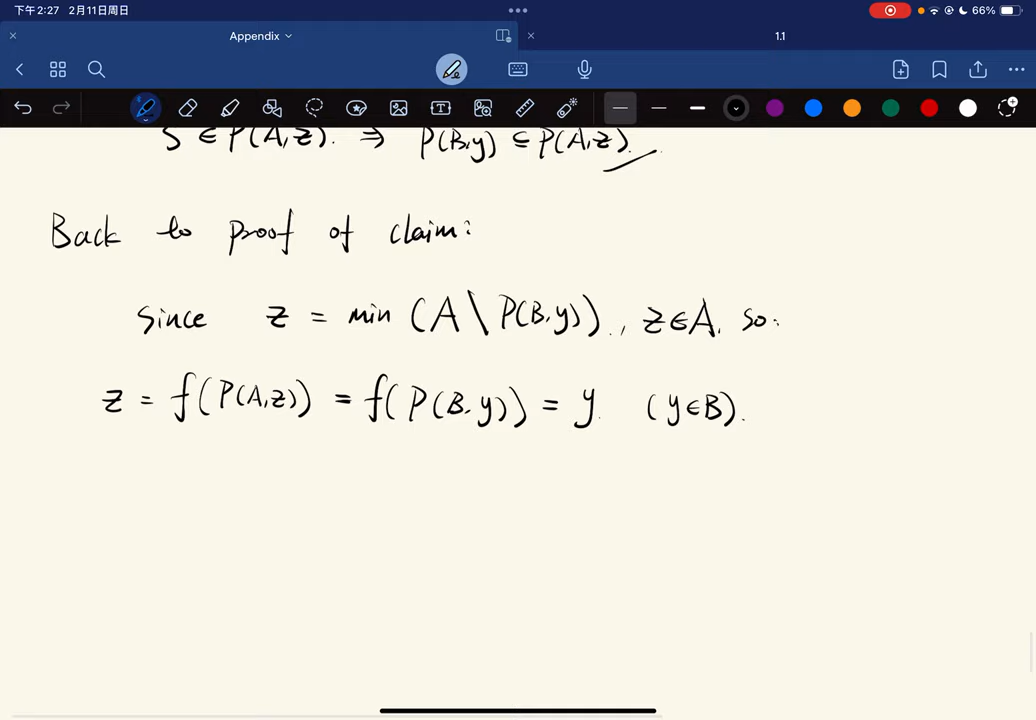 下午2:27 2月11日周日
66%
Appendix
1.1
S ∈ P(A,z). ⇒ P(B,y) ⊆ P(A,z).
Back to proof of claim:
Since z = min (A \ P(B,y))., z∈A. so:
z = f(P(A,z)) = f(P(B,y)) = y. (y∈B).